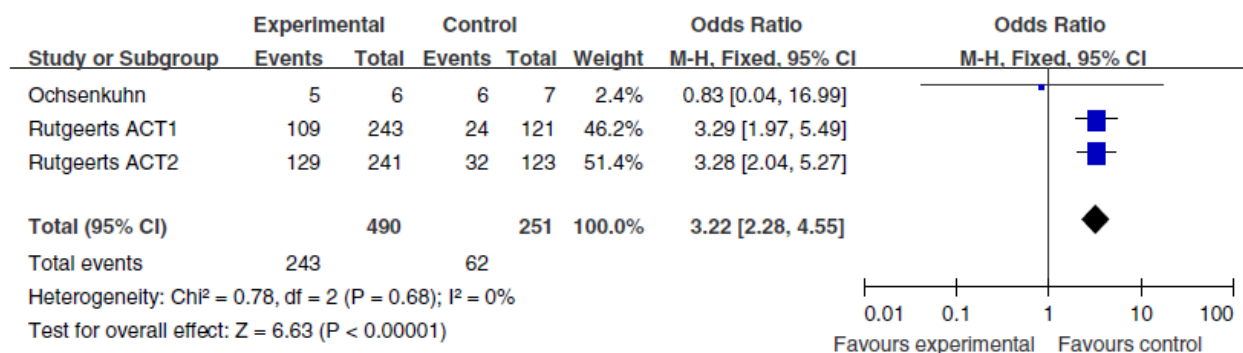 Experimental Control Odds Ratio Odds Ratio
Study or Subgroup Events Total Events Total Weight M-H, Fixed, 95% CI M-H, Fixed, 95% CI
Ochsenkuhn 5 6 6 7 2.4% 0.83 [0.04, 16.99]
Rutgeerts ACT1 109 243 24 121 46.2% 3.29 [1.97, 5.49]
Rutgeerts ACT2 129 241 32 123 51.4% 3.28 [2.04, 5.27]
Total (95% CI) 490 251 100.0% 3.22 [2.28, 4.55]
Total events 243 62
Heterogeneity: Chi² = 0.78, df = 2 (P = 0.68); I² = 0%
Test for overall effect: Z = 6.63 (P < 0.00001)
0.01 0.1 1 10 100
Favours experimental Favours control